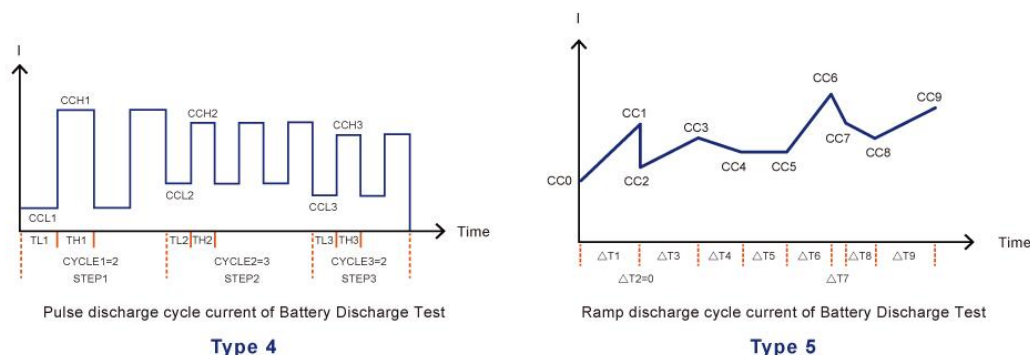 I
CCH1
CCH2
CCH3
CCL1
CCL2
CCL3
Time
TL1 TH1 TL2 TH2 TL3 TH3
CYCLE1=2 CYCLE2=3 CYCLE3=2
STEP1 STEP2 STEP3
Pulse discharge cycle current of Battery Discharge Test
Type 4
I
CC6
CC9
CC1
CC3
CC7
CC8
CC0
CC2
CC4
CC5
Time
△T1 △T3 △T4 △T5 △T6 △T8 △T9
△T2=0 △T7
Ramp discharge cycle current of Battery Discharge Test
Type 5